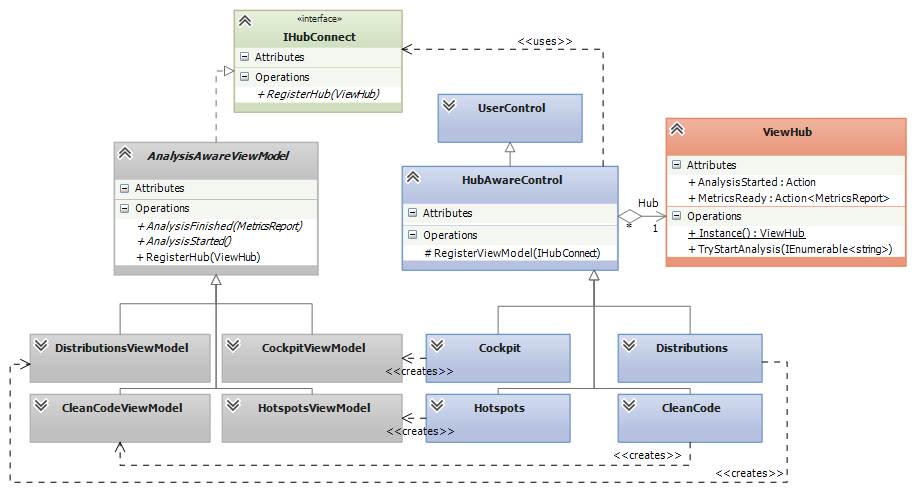 «interface»
IHubConnect
Attributes
Operations
+ RegisterHub(ViewHub)
<<uses>>
UserControl
ViewHub
Attributes
+ AnalysisStarted : Action
+ MetricsReady : Action<MetricsReport>
Operations
+ Instance() : ViewHub
+ TryStartAnalysis(IEnumerable<string>)
AnalysisAwareViewModel
Attributes
Operations
+ AnalysisFinished(MetricsReport)
+ AnalysisStarted()
+ RegisterHub(ViewHub)
HubAwareControl
Attributes
Operations
# RegisterViewModel(IHubConnect)
Hub
*
1
DistributionsViewModel
CockpitViewModel
Cockpit
Distributions
<<creates>>
CleanCodeViewModel
HotspotsViewModel
Hotspots
CleanCode
<<creates>>
<<creates>>
<<creates>>